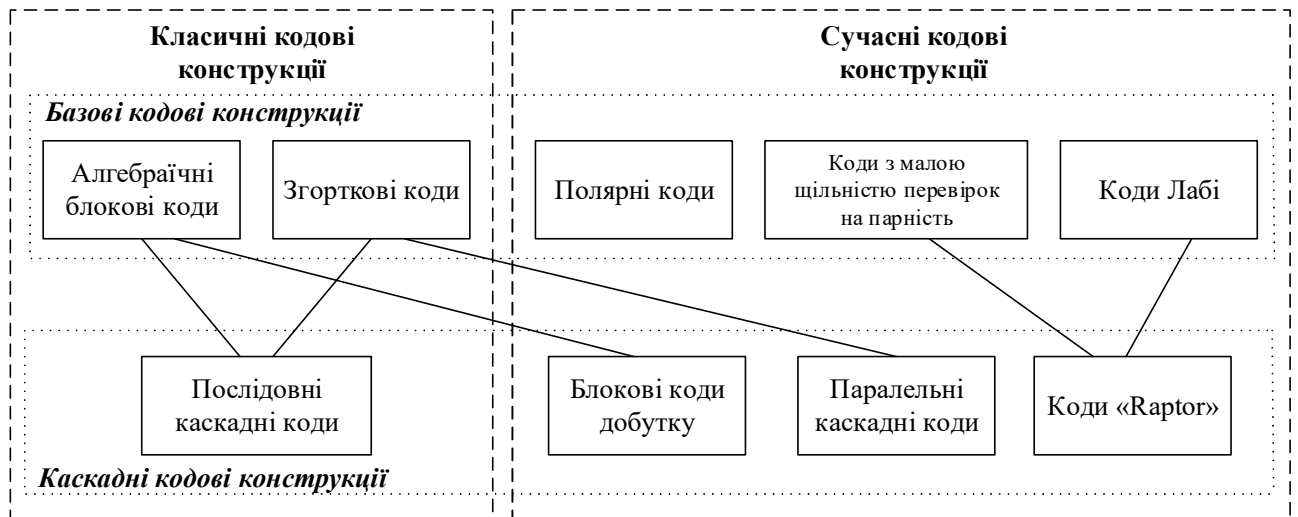 Класичні кодові
конструкції
Сучасні кодові
конструкції
Базові кодові конструкції
Алгебраїчні
блокові коди
Згорткові коди
Полярні коди
Коди з малою
щільністю перевірок
на парність
Коди Лабі
Послідовні
каскадні коди
Блокові коди
добутку
Паралельні
каскадні коди
Коди «Raptor»
Каскадні кодові конструкції